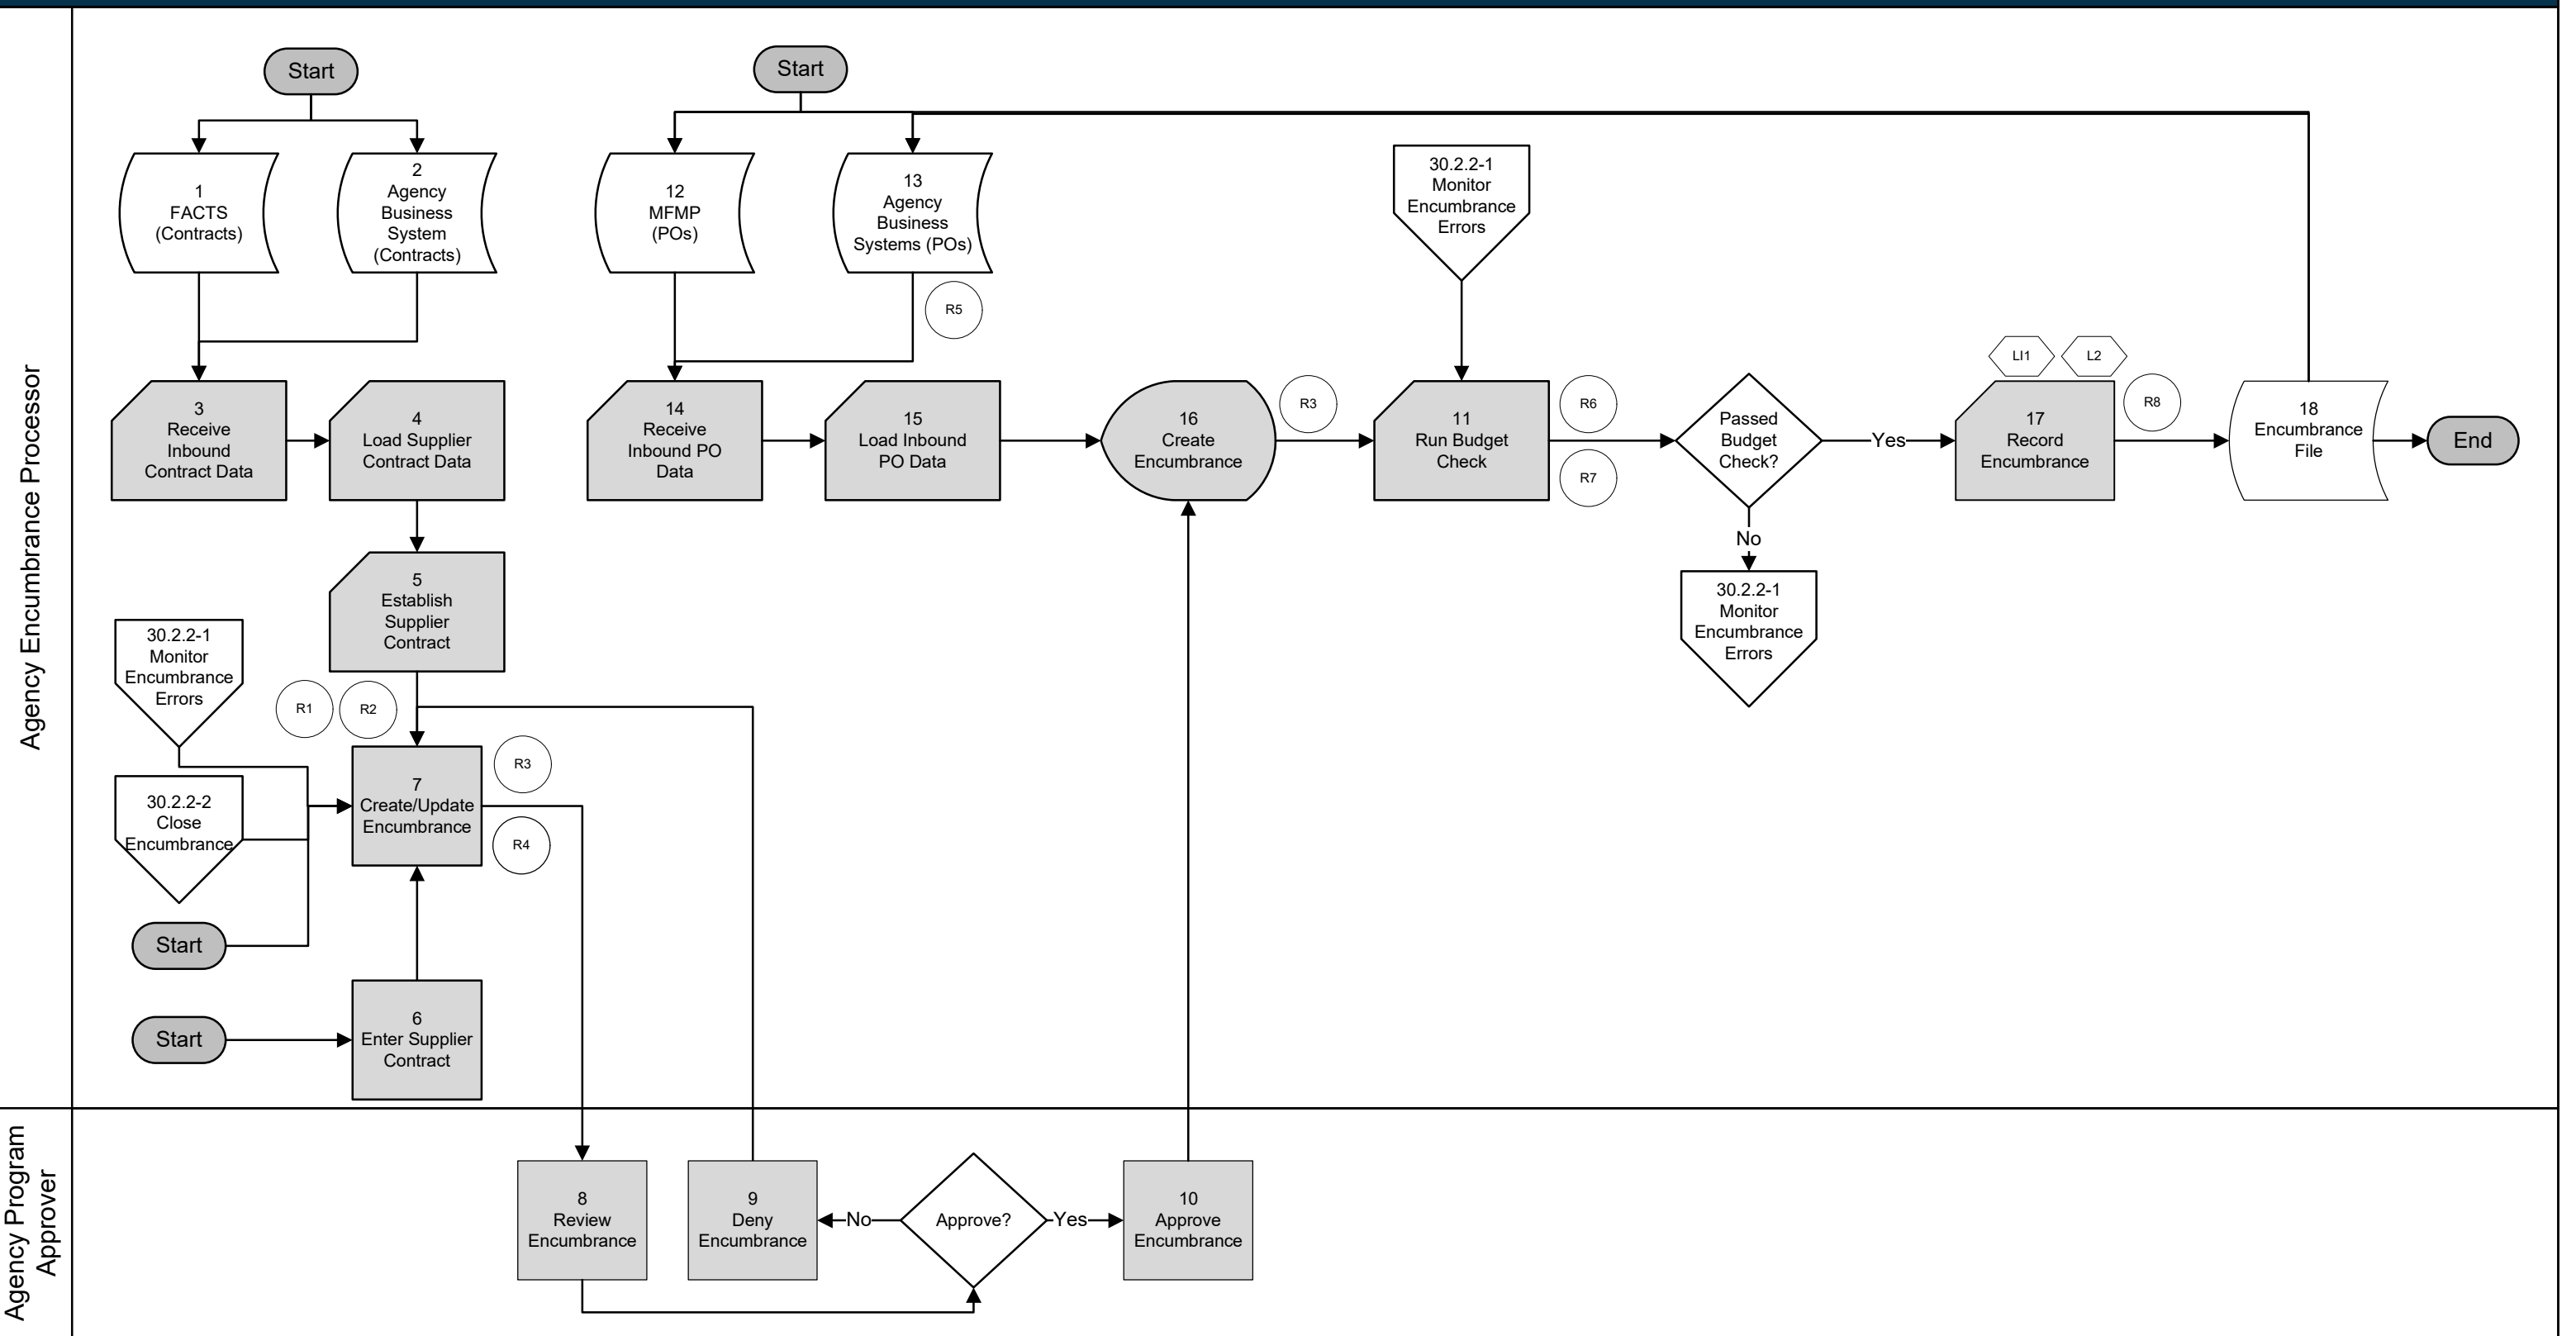 Agency Encumbrance Processor
Start
Start
1
FACTS
(Contracts)
2
Agency
Business
System
(Contracts)
12
MFMP
(POs)
13
Agency
Business
Systems (POs)
30.2.2-1
Monitor
Encumbrance
Errors
R5
3
Receive
Inbound
Contract Data
4
Load Supplier
Contract Data
14
Receive
Inbound PO
Data
15
Load Inbound
PO Data
16
Create
Encumbrance
R3
11
Run Budget
Check
R6
R7
Passed
Budget
Check?
Yes
LI1
L2
17
Record
Encumbrance
R8
18
Encumbrance
File
End
No
30.2.2-1
Monitor
Encumbrance
Errors
5
Establish
Supplier
Contract
30.2.2-1
Monitor
Encumbrance
Errors
R1
R2
7
Create/Update
Encumbrance
R3
R4
30.2.2-2
Close
Encumbrance
Start
Start
6
Enter Supplier
Contract
Agency Program
Approver
8
Review
Encumbrance
9
Deny
Encumbrance
No
Approve?
Yes
10
Approve
Encumbrance